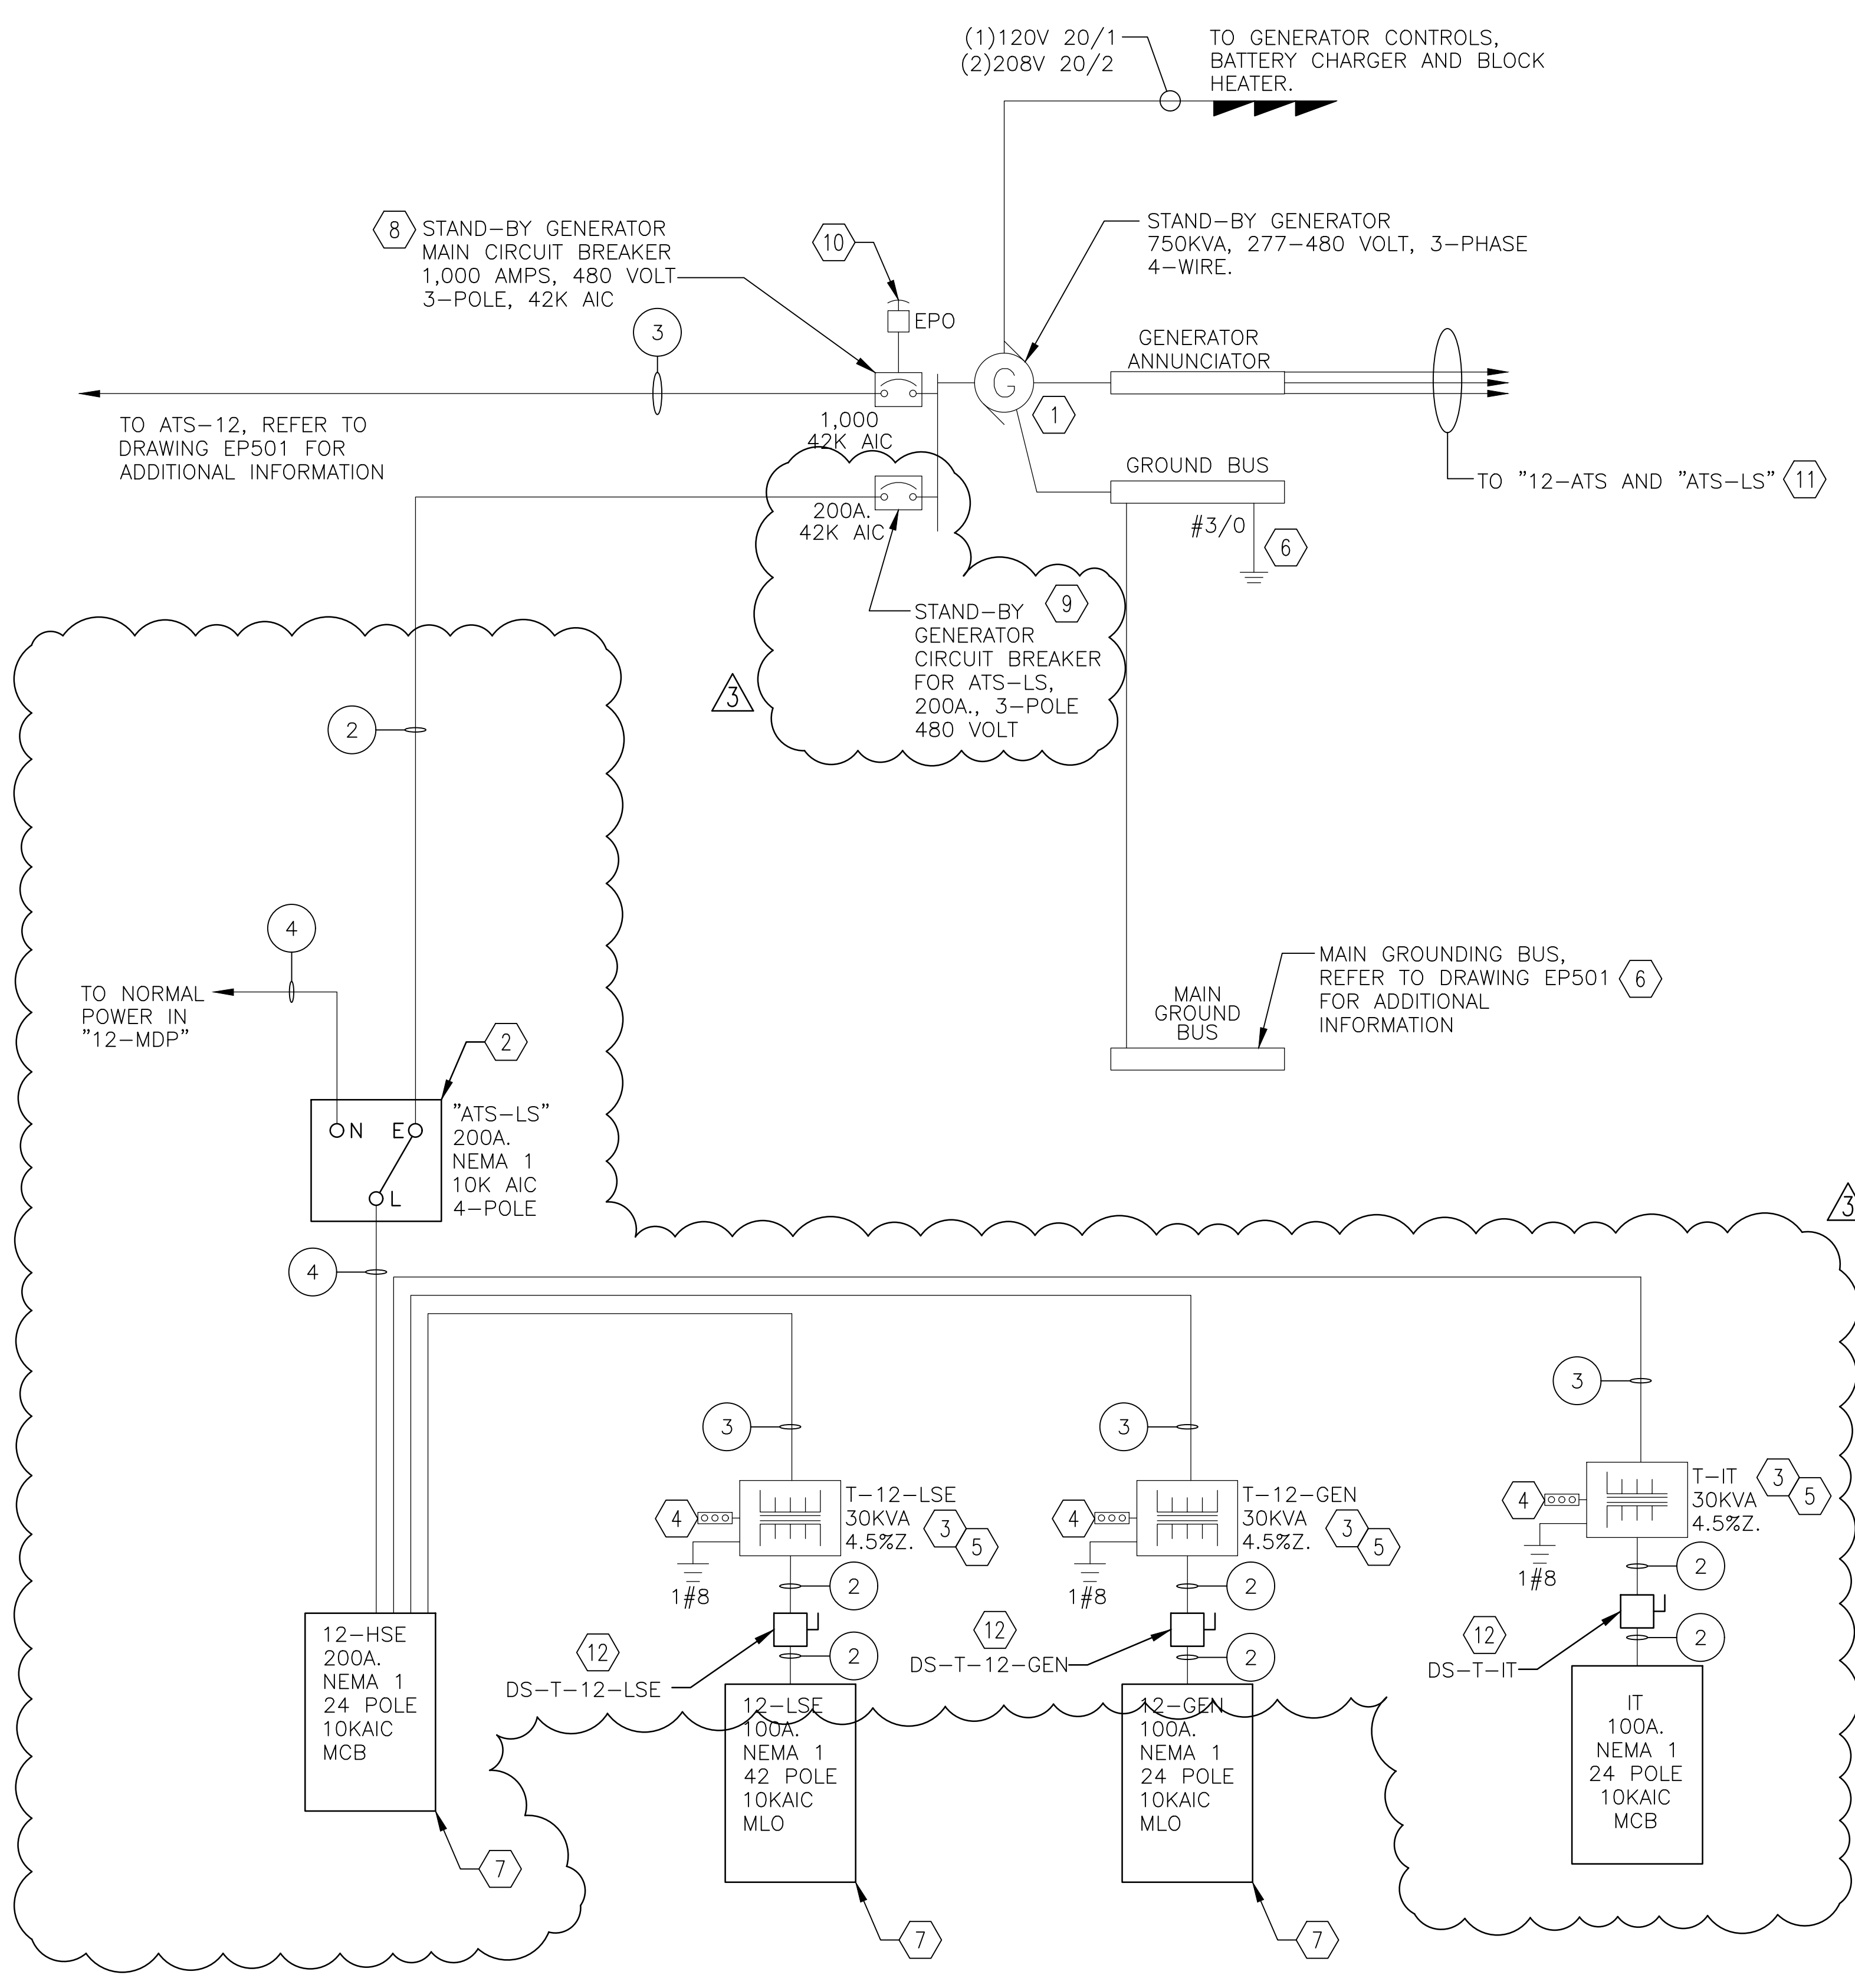 (1)120V 20/1
(2)208V 20/2
TO GENERATOR CONTROLS,
BATTERY CHARGER AND BLOCK
HEATER.
8
STAND-BY GENERATOR
MAIN CIRCUIT BREAKER
1,000 AMPS, 480 VOLT
3-POLE, 42K AIC
10
EPO
STAND-BY GENERATOR
750KVA, 277-480 VOLT, 3-PHASE
4-WIRE.
3
G
1
GENERATOR
ANNUNCIATOR
TO ATS-12, REFER TO
DRAWING EP501 FOR
ADDITIONAL INFORMATION
1,000
42K AIC
TO "12-ATS AND "ATS-LS"
11
GROUND BUS
#3/0
6
200A.
42K AIC
STAND-BY
GENERATOR
CIRCUIT BREAKER
FOR ATS-LS,
200A., 3-POLE
480 VOLT
9
3
2
4
TO NORMAL
POWER IN
"12-MDP"
2
MAIN GROUNDING BUS,
REFER TO DRAWING EP501
FOR ADDITIONAL
INFORMATION
6
MAIN
GROUND
BUS
N
E
L
"ATS-LS"
200A.
NEMA 1
10K AIC
4-POLE
3
4
3
3
3
4
T-12-LSE
30KVA
4.5%Z.
3
5
1#8
4
T-12-GEN
30KVA
4.5%Z.
3
5
1#8
4
T-IT
30KVA
4.5%Z.
3
5
1#8
2
2
2
12
DS-T-12-LSE
2
12
DS-T-12-GEN
2
12
DS-T-IT
2
12-HSE
200A.
NEMA 1
24 POLE
10KAIC
MCB
7
12-LSE
100A.
NEMA 1
42 POLE
10KAIC
MLO
7
12-GEN
100A.
NEMA 1
24 POLE
10KAIC
MLO
7
IT
100A.
NEMA 1
24 POLE
10KAIC
MCB